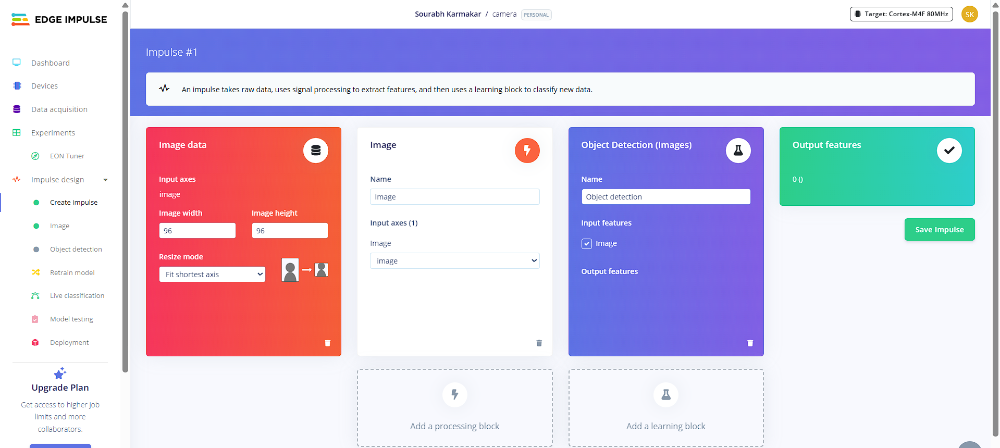 EDGE IMPULSE
Dashboard
Devices
Data acquisition
Experiments
EON Tuner
Impulse design
Create impulse
Image
Object detection
Retrain model
Live classification
Model testing
Deployment
Upgrade Plan
Get access to higher job
limits and more
collaborators.
Sourabh Karmakar / camera PERSONAL
Target: Cortex-M4F 80MHz
SK
Impulse #1
An impulse takes raw data, uses signal processing to extract features, and then uses a learning block to classify new data.
Image data
Input axes
image
Image width
Image height
96
96
Resize mode
Fit shortest axis
Image
Name
Image
Input axes (1)
Image
image
Object Detection (Images)
Name
Object detection
Input features
Image
Output features
Output features
0 ()
Save Impulse
Add a processing block
Add a learning block